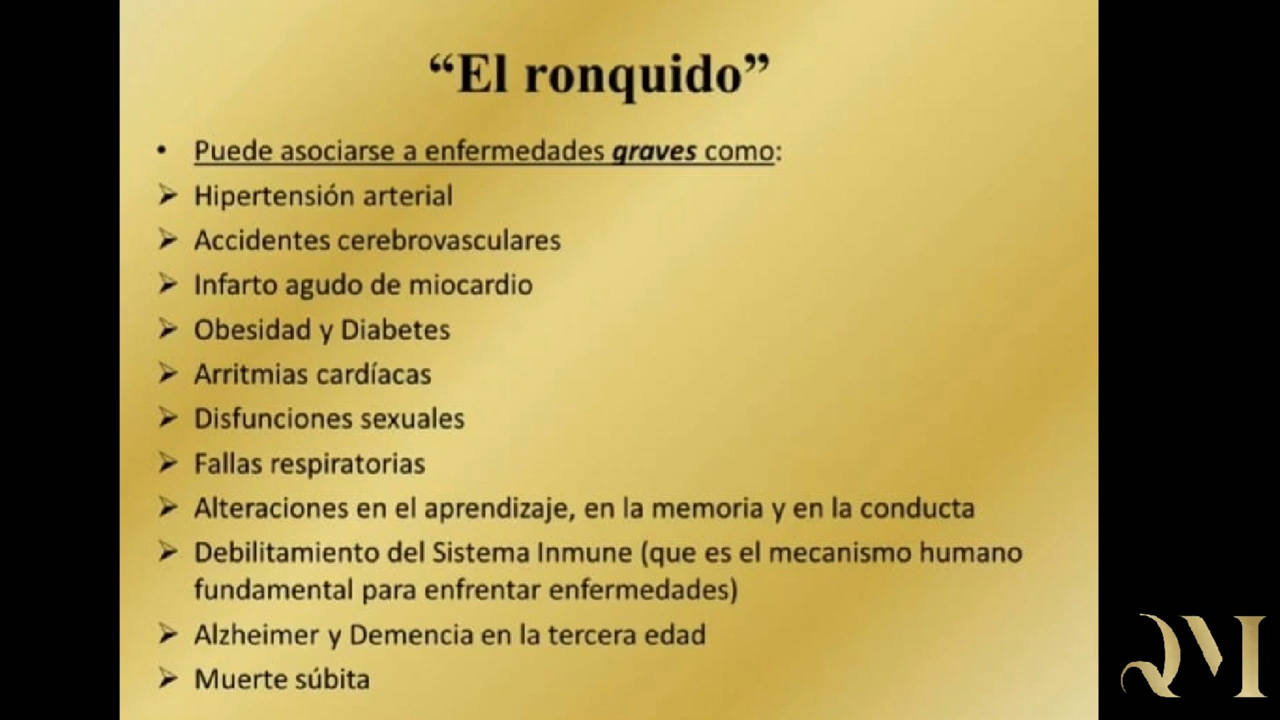 “El ronquido”
• Puede asociarse a enfermedades graves como:
➢ Hipertensión arterial
➢ Accidentes cerebrovasculares
➢ Infarto agudo de miocardio
➢ Obesidad y Diabetes
➢ Arritmias cardíacas
➢ Disfunciones sexuales
➢ Fallas respiratorias
➢ Alteraciones en el aprendizaje, en la memoria y en la conducta
➢ Debilitamiento del Sistema Inmune (que es el mecanismo humano
fundamental para enfrentar enfermedades)
➢ Alzheimer y Demencia en la tercera edad
➢ Muerte súbita
QM